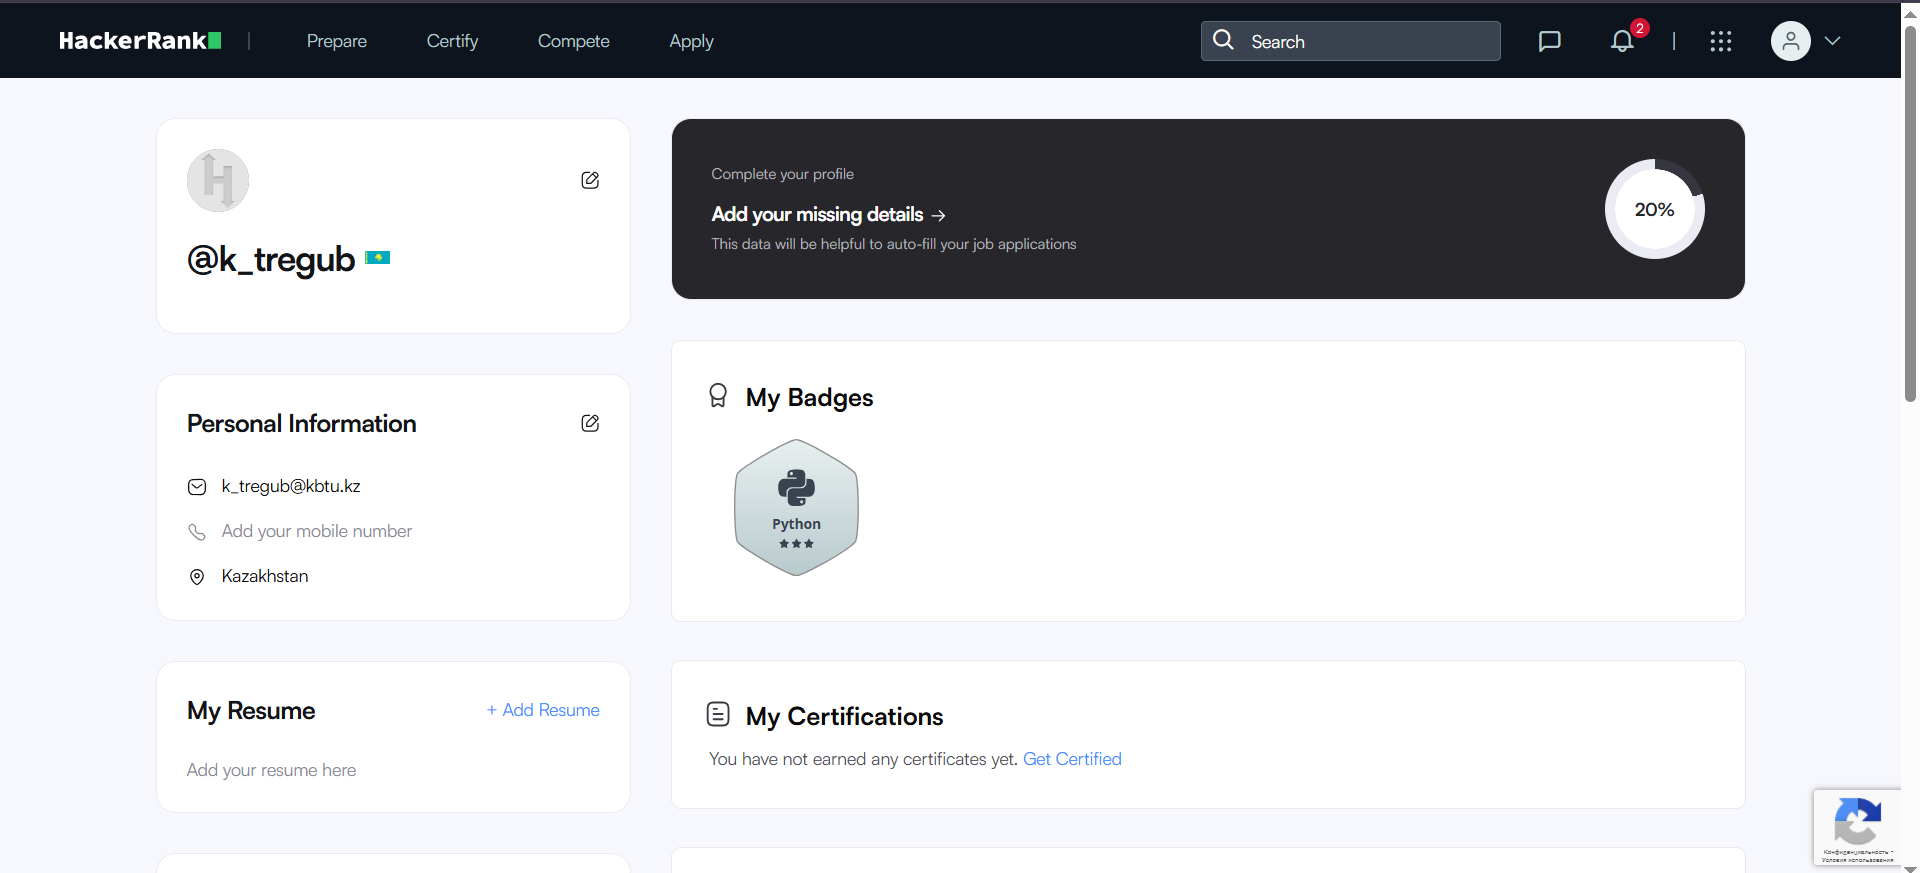 HackerRank
Prepare
Certify
Compete
Apply
Search
2
@k_tregub
Complete your profile
Add your missing details →
This data will be helpful to auto-fill your job applications
20%
Personal Information
k_tregub@kbtu.kz
Add your mobile number
Kazakhstan
My Badges
Python
My Resume
+ Add Resume
Add your resume here
My Certifications
You have not earned any certificates yet. Get Certified
Конфиденциальность -
Условия использования